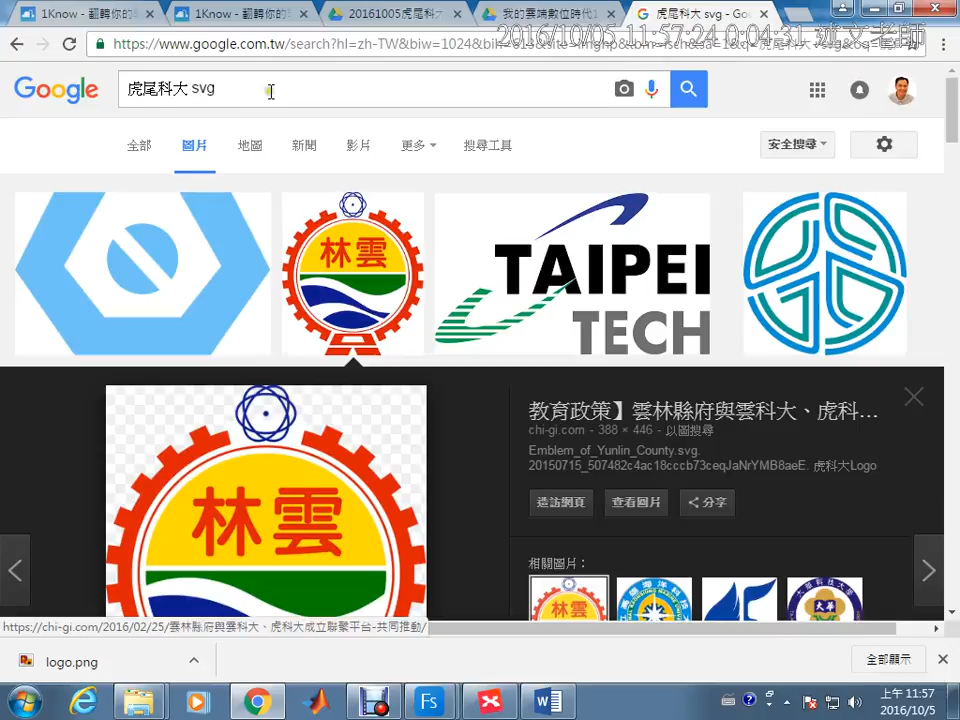 1Know - 翻轉你的
1Know - 翻轉你的
20161005虎尾科大
我的雲端數位時代1
虎尾科大 svg - Go
2016/10/05 11:57:24 0:04:31
https://www.google.com.tw/search?hl=zh-TW&biw=1024&bih=
Google
虎尾科大 svg
全部
圖片
地圖
新聞
影片
更多
搜尋工具
安全搜尋
林雲
TAIPEI
TECH
林雲
教育政策】雲林縣府與雲科大、虎科...
chi-gi.com - 388 × 446 - 以圖搜尋
Emblem_of_Yunlin_County.svg.
20150715_507482c4ac18cccb73ceqJaNrYMB8aeE. 虎科大Logo
造訪網頁
查看圖片
分享
相關圖片：
林雲
https://chi-gi.com/2016/02/25/雲林縣府與雲科大、虎科大成立聯繫平台-共同推動/
logo.png
全部顯示
Fs
上午 11:57
2016/10/5